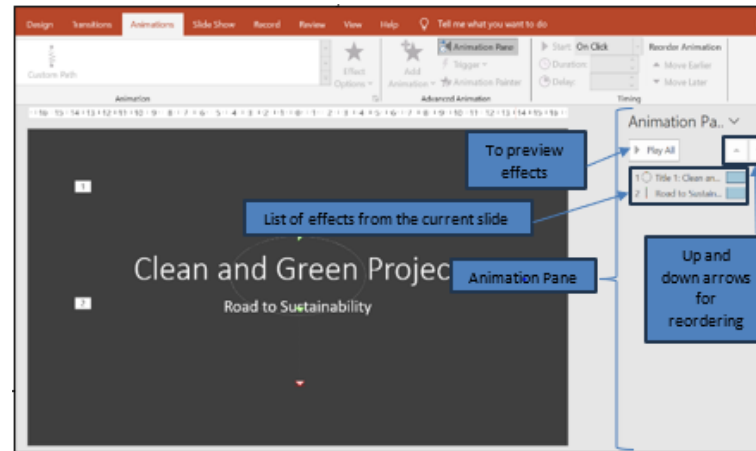 Design Transitions Animations Slide Show Record Review View Help Tell me what you want to do
Custom Path
Effect
Options
Add
Animation
Animation Pane
Trigger
Animation Painter
Start: On Click
Duration:
Delay:
Reorder Animation
Move Earlier
Move Later
Animation
Advanced Animation
Timing
Animation Pa..
Play All
1 Title 1: Clean an...
2 Road to Sustain...
To preview
effects
1
List of effects from the current slide
Clean and Green Projec
Animation Pane
2
Road to Sustainability
Up and
down arrows
for
reordering